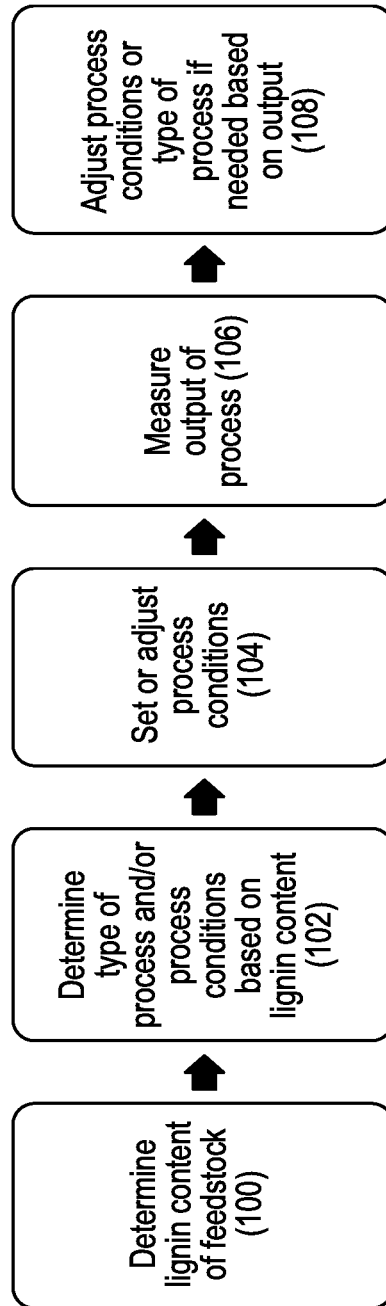 Determine
lignin content
of feedstock
(100)
Determine
type of
process and/or
process
conditions
based on
lignin content
(102)
Set or adjust
process
conditions
(104)
Measure
output of
process (106)
Adjust process
conditions or
type of
process if
needed based
on output
(108)